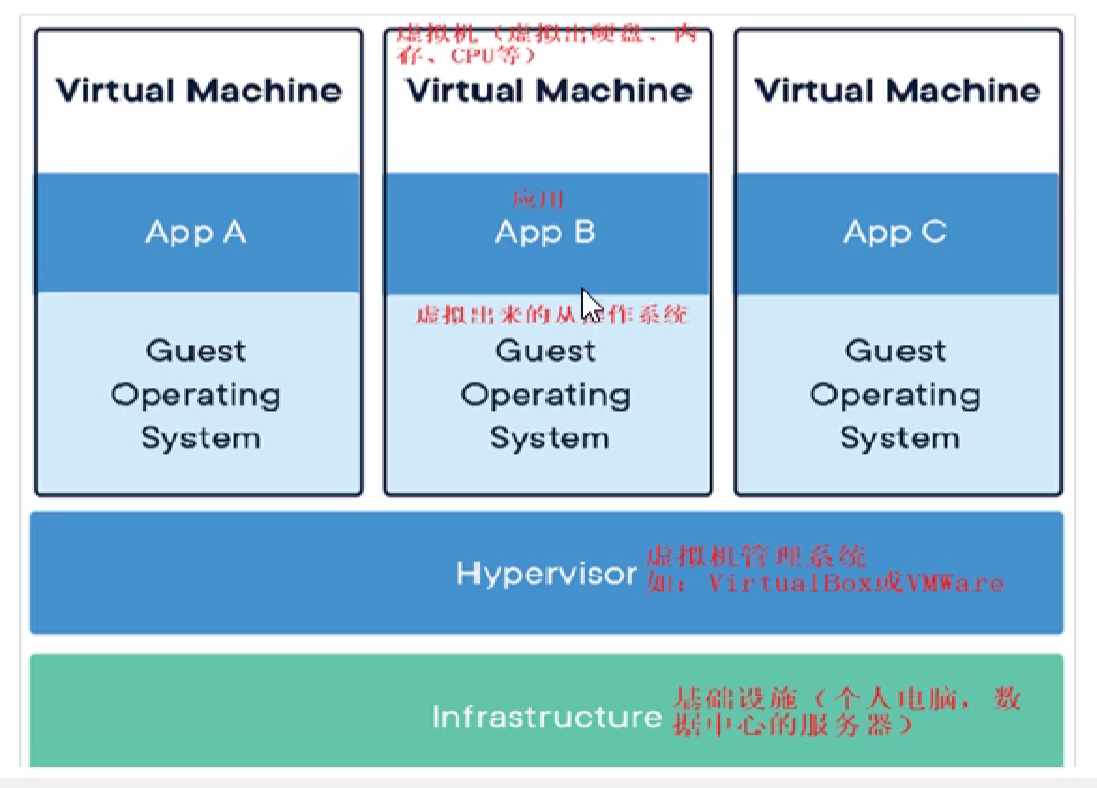 虚拟机（虚拟出硬盘、内
存、CPU等）
Virtual Machine
Virtual Machine
Virtual Machine
应用
App A
App B
App C
虚拟出来的从操作系统
Guest
Operating
System
Guest
Operating
System
Guest
Operating
System
Hypervisor
虚拟机管理系统
如：VirtualBox或VMWare
Infrastructure
基础设施（个人电脑，数
据中心的服务器）